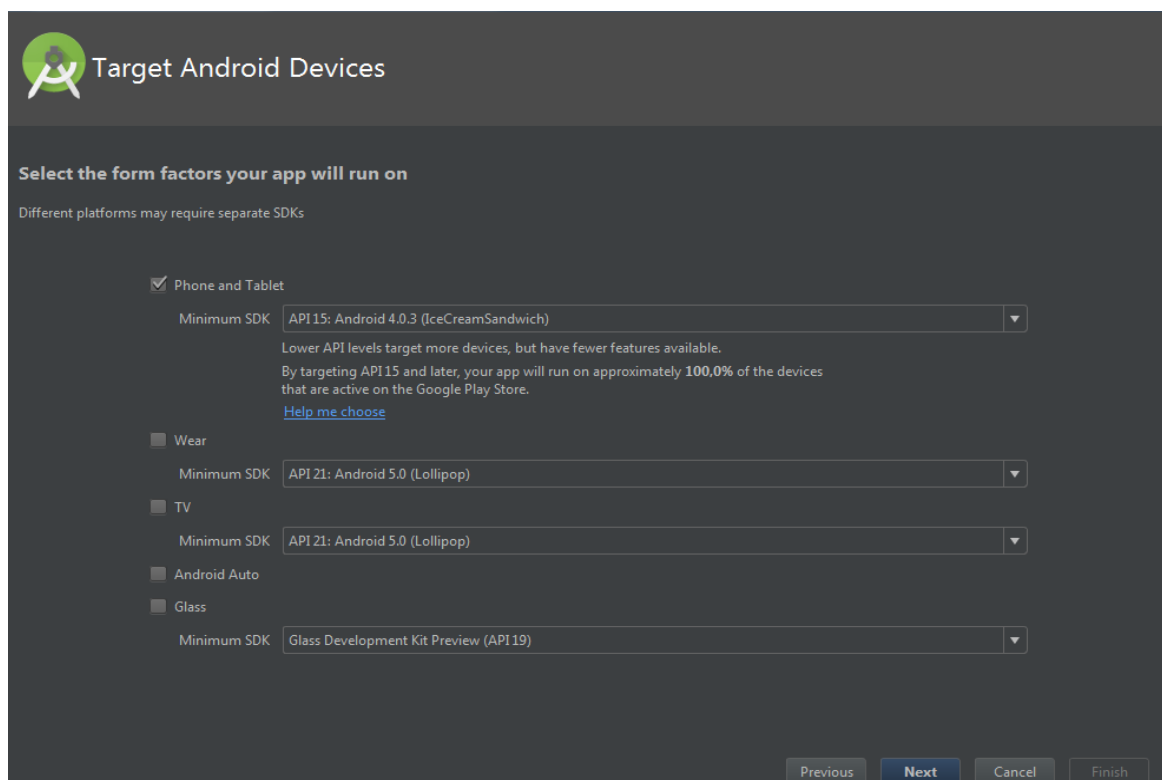 Target Android Devices
Select the form factors your app will run on
Different platforms may require separate SDKs
Phone and Tablet
Minimum SDK API 15: Android 4.0.3 (IceCreamSandwich)
Lower API levels target more devices, but have fewer features available.
By targeting API 15 and later, your app will run on approximately 100,0% of the devices
that are active on the Google Play Store.
Help me choose
Wear
Minimum SDK API 21: Android 5.0 (Lollipop)
TV
Minimum SDK API 21: Android 5.0 (Lollipop)
Android Auto
Glass
Minimum SDK Glass Development Kit Preview (API 19)
Previous Next Cancel Finish